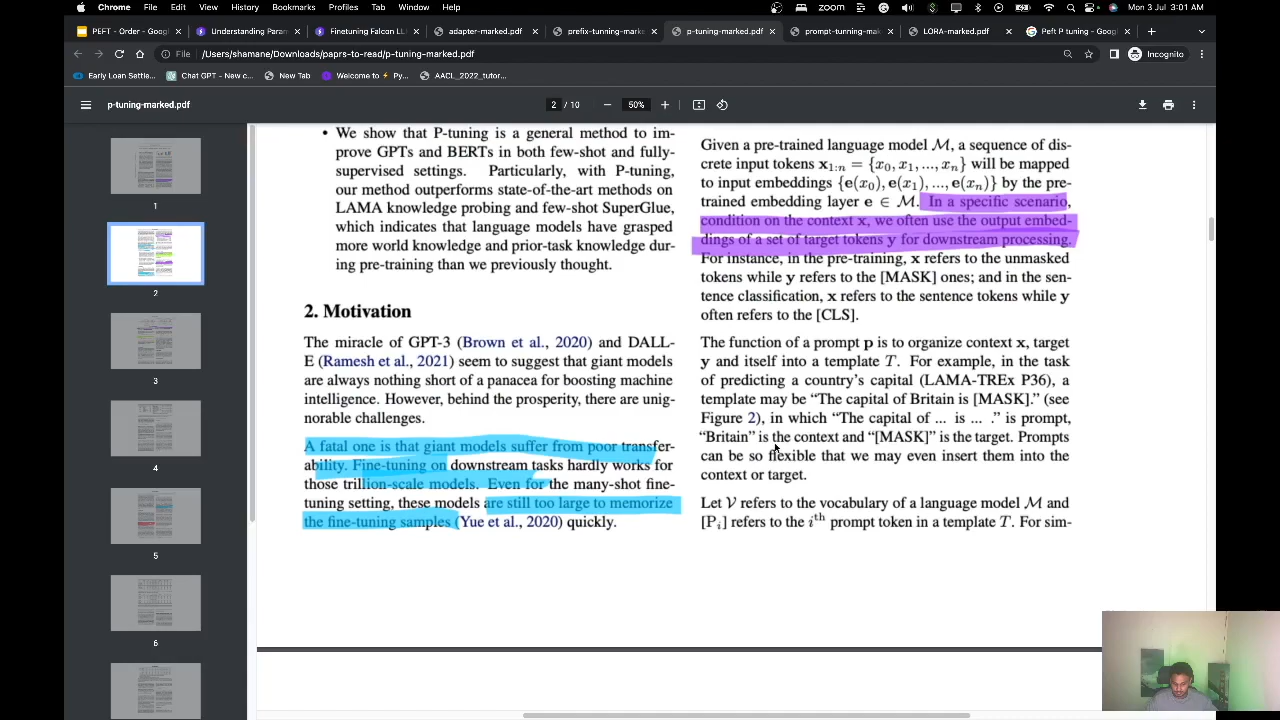 Chrome File Edit View History Bookmarks Profiles Tab Window Help zoom Mon Jul 3 3:01 AM
PEFT - Order - Googl Understanding Param Finetuning Falcon LL adapter-marked.pdf prefix-tunning-marke p-tuning-marked.pdf prompt-tunning-mark LORA-marked.pdf Peft P tuning - Goog
File /Users/shamane/Downloads/paprs-to-read/p-tuning-marked.pdf Incognito
Early Loan Settle... Chat GPT - New c... New Tab Welcome to Py... AACL_2022_tutor...
p-tuning-marked.pdf 2 / 10 50%
1
2
3
4
5
6
• We show that P-tuning is a general method to im-
prove GPTs and BERTs in both few-shot and fully-
supervised settings. Particularly, with P-tuning,
our method outperforms state-of-the-art methods on
LAMA knowledge probing and few-shot SuperGlue,
which indicates that language models have grasped
more world knowledge and prior-task knowledge dur-
ing pre-training than we previously thought.
2. Motivation
The miracle of GPT-3 (Brown et al., 2020) and DALL-
E (Ramesh et al., 2021) seem to suggest that giant models
are always nothing short of a panacea for boosting machine
intelligence. However, behind the prosperity, there are unig-
norable challenges.
A fatal one is that giant models suffer from poor transfer-
ability. Fine-tuning on downstream tasks hardly works for
those trillion-scale models. Even for the many-shot fine-
tuning setting, these models are still too large to memorize
the fine-tuning samples (Yue et al., 2020) quickly.
Given a pre-trained language model M, a sequence of dis-
crete input tokens x₁:ₙ = {x₀, x₁, ..., xₙ} will be mapped
to input embeddings {e(x₀), e(x₁), ..., e(xₙ)} by the pre-
trained embedding layer e ∈ M. In a specific scenario,
condition on the context x, we often use the output embed-
dings of a set of target tokens y for downstream processing.
For instance, in the pre-training, x refers to the unmasked
tokens while y refers to the [MASK] ones; and in the sen-
tence classification, x refers to the sentence tokens while y
often refers to the [CLS].
The function of a prompt p is to organize context x, target
y and itself into a template T. For example, in the task
of predicting a country's capital (LAMA-TREx P36), a
template may be “The capital of Britain is [MASK].” (see
Figure 2), in which “The capital of ... is ... .” is prompt,
“Britain” is the context and “[MASK]” is the target. Prompts
can be so flexible that we may even insert them into the
context or target.
Let V refers to the vocabulary of a language model M and
[Pᵢ] refers to the iᵗʰ prompt token in a template T. For sim-